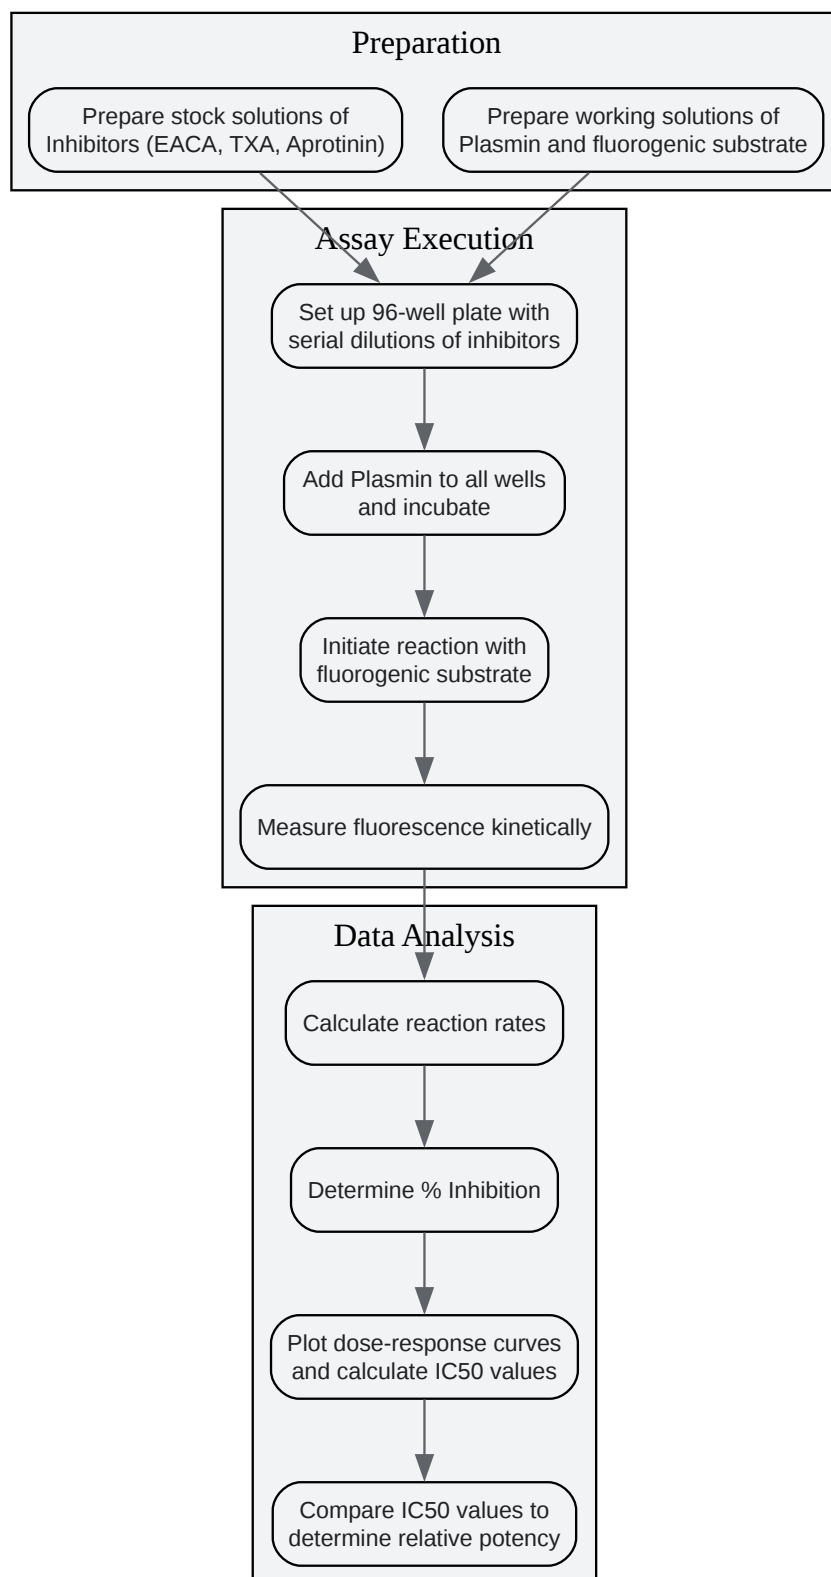 Preparation
Prepare stock solutions of
Inhibitors (EACA, TXA, Aprotinin)
Prepare working solutions of
Plasmin and fluorogenic substrate
Assay Execution
Set up 96-well plate with
serial dilutions of inhibitors
Add Plasmin to all wells
and incubate
Initiate reaction with
fluorogenic substrate
Measure fluorescence kinetically
Data Analysis
Calculate reaction rates
Determine % Inhibition
Plot dose-response curves
and calculate IC50 values
Compare IC50 values to
determine relative potency